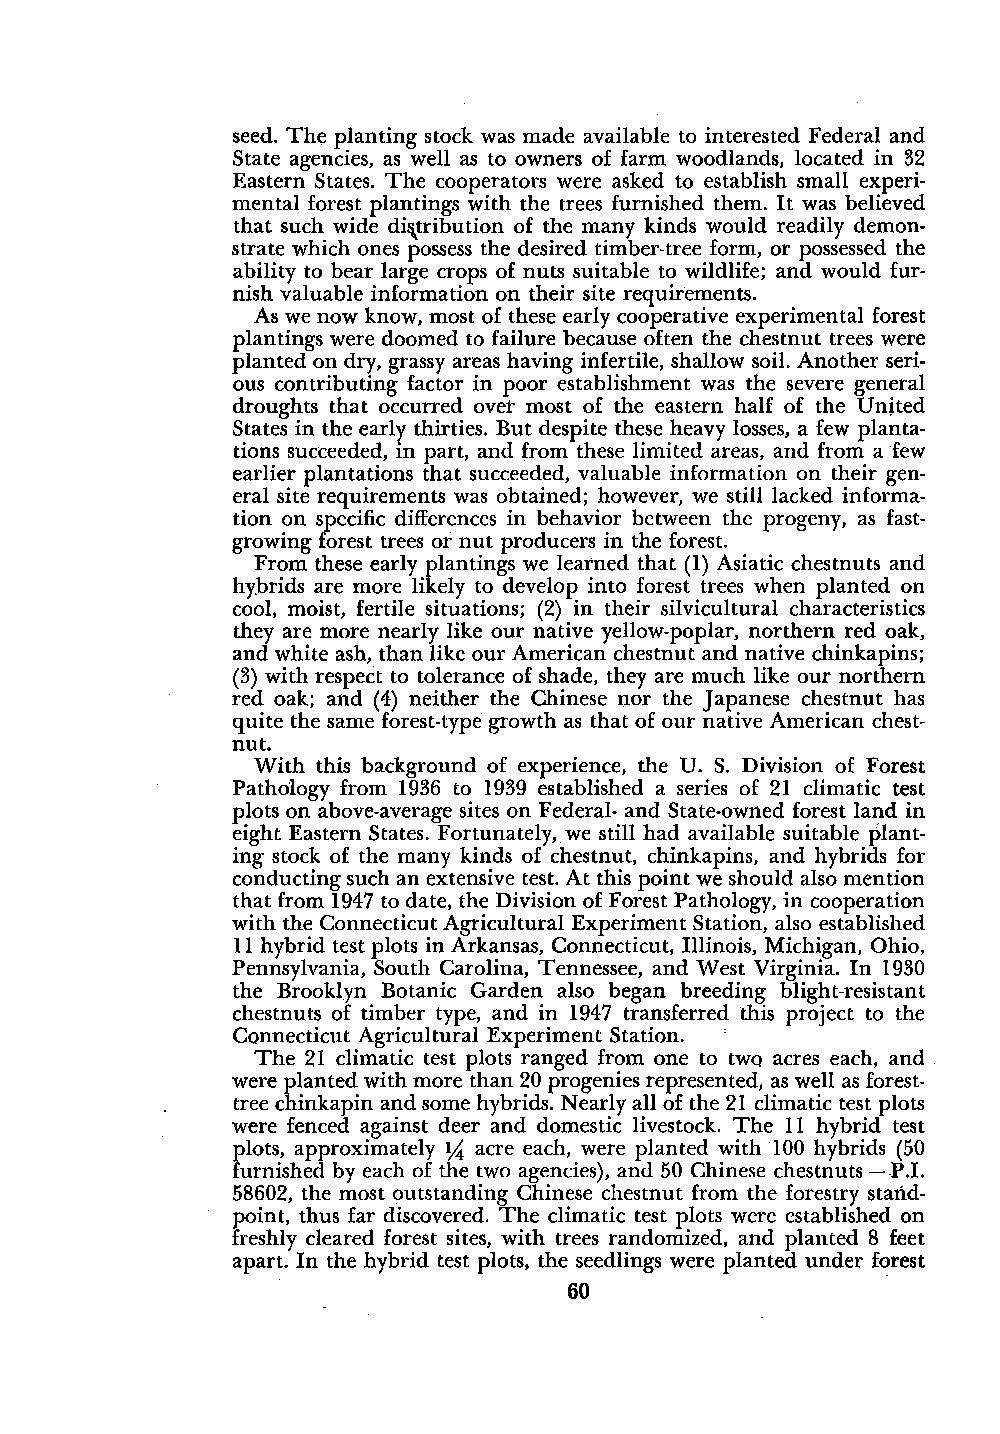 seed. The planting stock was made available to interested Federal and
State agencies, as well as to owners of farm woodlands, located in 32
Eastern States. The cooperators were asked to establish small experi-
mental forest plantings with the trees furnished them. It was believed
that such wide distribution of the many kinds would readily demon-
strate which ones possess the desired timber-tree form, or possessed the
ability to bear large crops of nuts suitable to wildlife; and would fur-
nish valuable information on their site requirements.
As we now know, most of these early cooperative experimental forest
plantings were doomed to failure because often the chestnut trees were
planted on dry, grassy areas having infertile, shallow soil. Another seri-
ous contributing factor in poor establishment was the severe general
droughts that occurred over most of the eastern half of the United
States in the early thirties. But despite these heavy losses, a few planta-
tions succeeded, in part, and from these limited areas, and from a few
earlier plantations that succeeded, valuable information on their gen-
eral site requirements was obtained; however, we still lacked informa-
tion on specific differences in behavior between the progeny, as fast-
growing forest trees or nut producers in the forest.
From these early plantings we learned that (1) Asiatic chestnuts and
hybrids are more likely to develop into forest trees when planted on
cool, moist, fertile situations; (2) in their silvicultural characteristics
they are more nearly like our native yellow-poplar, northern red oak,
and white ash, than like our American chestnut and native chinkapins;
(3) with respect to tolerance of shade, they are much like our northern
red oak; and (4) neither the Chinese nor the Japanese chestnut has
quite the same forest-type growth as that of our native American chest-
nut.
With this background of experience, the U. S. Division of Forest
Pathology from 1936 to 1939 established a series of 21 climatic test
plots on above-average sites on Federal- and State-owned forest land in
eight Eastern States. Fortunately, we still had available suitable plant-
ing stock of the many kinds of chestnut, chinkapins, and hybrids for
conducting such an extensive test. At this point we should also mention
that from 1947 to date, the Division of Forest Pathology, in cooperation
with the Connecticut Agricultural Experiment Station, also established
11 hybrid test plots in Arkansas, Connecticut, Illinois, Michigan, Ohio,
Pennsylvania, South Carolina, Tennessee, and West Virginia. In 1930
the Brooklyn Botanic Garden also began breeding blight-resistant
chestnuts of timber type, and in 1947 transferred this project to the
Connecticut Agricultural Experiment Station.
The 21 climatic test plots ranged from one to two acres each, and
were planted with more than 20 progenies represented, as well as forest-
tree chinkapin and some hybrids. Nearly all of the 21 climatic test plots
were fenced against deer and domestic livestock. The 11 hybrid test
plots, approximately ¼ acre each, were planted with 100 hybrids (50
furnished by each of the two agencies), and 50 Chinese chestnuts — P.I.
58602, the most outstanding Chinese chestnut from the forestry stand-
point, thus far discovered. The climatic test plots were established on
freshly cleared forest sites, with trees randomized, and planted 8 feet
apart. In the hybrid test plots, the seedlings were planted under forest
60